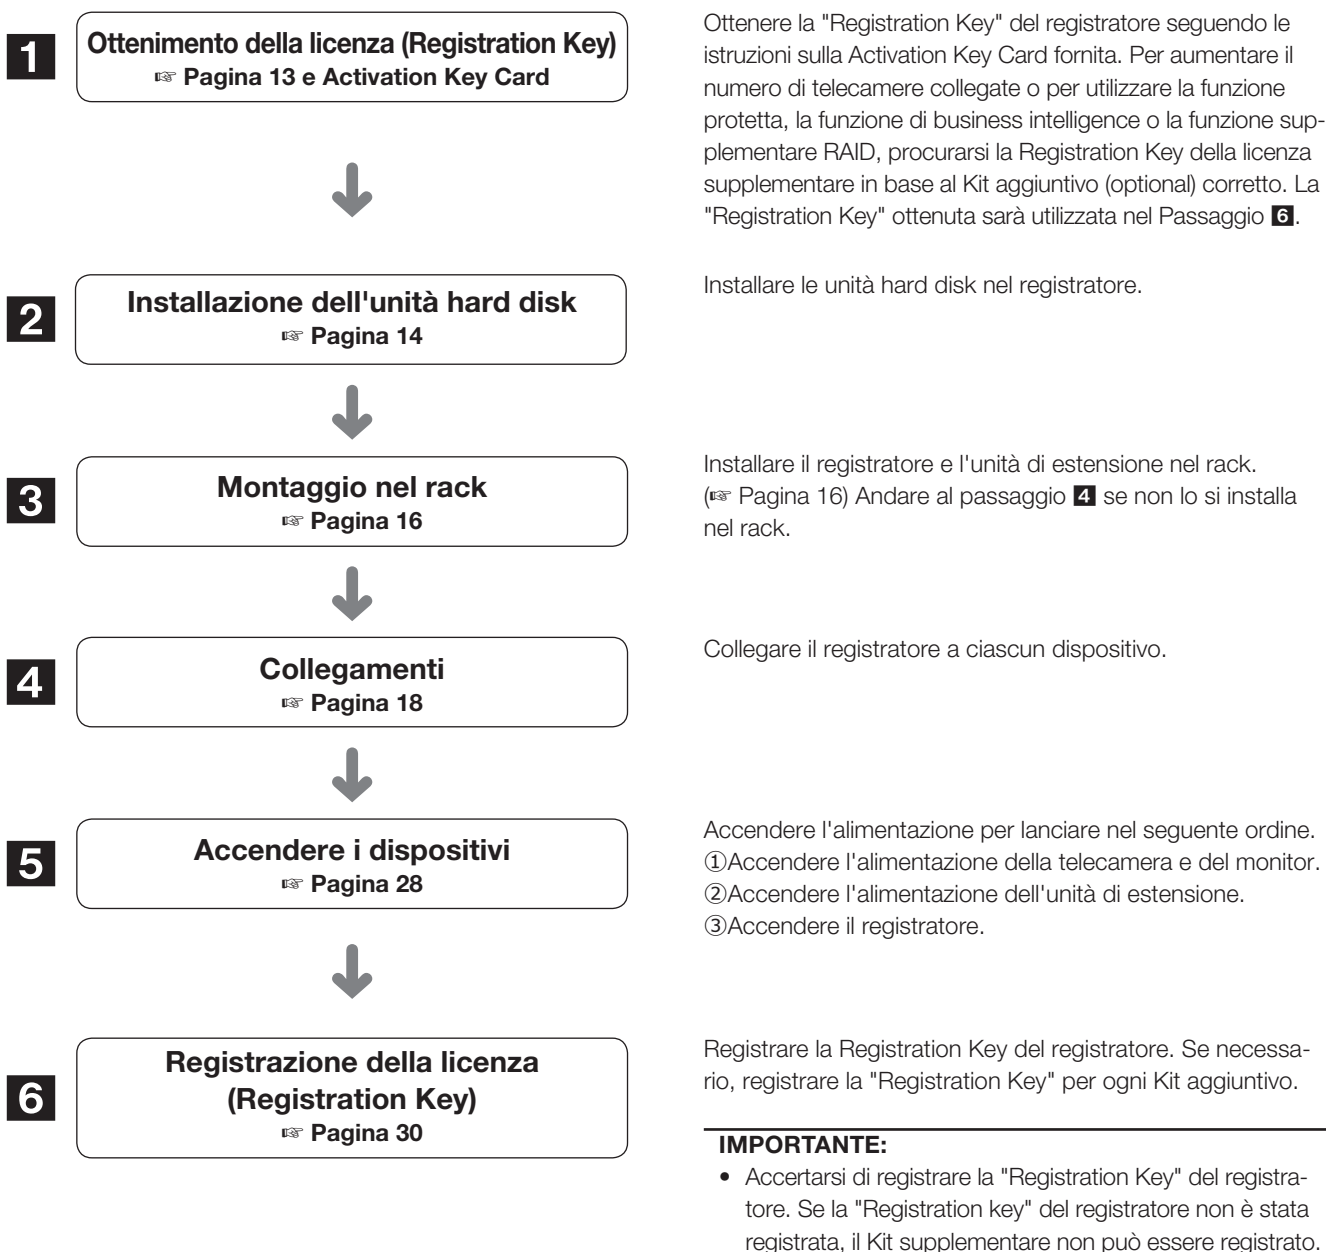 1
Ottenimento della licenza (Registration Key)
☞ Pagina 13 e Activation Key Card
Ottenere la "Registration Key" del registratore seguendo le
istruzioni sulla Activation Key Card fornita. Per aumentare il
numero di telecamere collegate o per utilizzare la funzione
protetta, la funzione di business intelligence o la funzione sup-
plementare RAID, procurarsi la Registration Key della licenza
supplementare in base al Kit aggiuntivo (optional) corretto. La
"Registration Key" ottenuta sarà utilizzata nel Passaggio 6.
2
Installazione dell'unità hard disk
☞ Pagina 14
Installare le unità hard disk nel registratore.
3
Montaggio nel rack
☞ Pagina 16
Installare il registratore e l'unità di estensione nel rack.
(☞ Pagina 16) Andare al passaggio 4 se non lo si installa
nel rack.
4
Collegamenti
☞ Pagina 18
Collegare il registratore a ciascun dispositivo.
5
Accendere i dispositivi
☞ Pagina 28
Accendere l'alimentazione per lanciare nel seguente ordine.
①Accendere l'alimentazione della telecamera e del monitor.
②Accendere l'alimentazione dell'unità di estensione.
③Accendere il registratore.
6
Registrazione della licenza
(Registration Key)
☞ Pagina 30
Registrare la Registration Key del registratore. Se necessa-
rio, registrare la "Registration Key" per ogni Kit aggiuntivo.
IMPORTANTE:
• Accertarsi di registrare la "Registration Key" del registra-
tore. Se la "Registration key" del registratore non è stata
registrata, il Kit supplementare non può essere registrato.